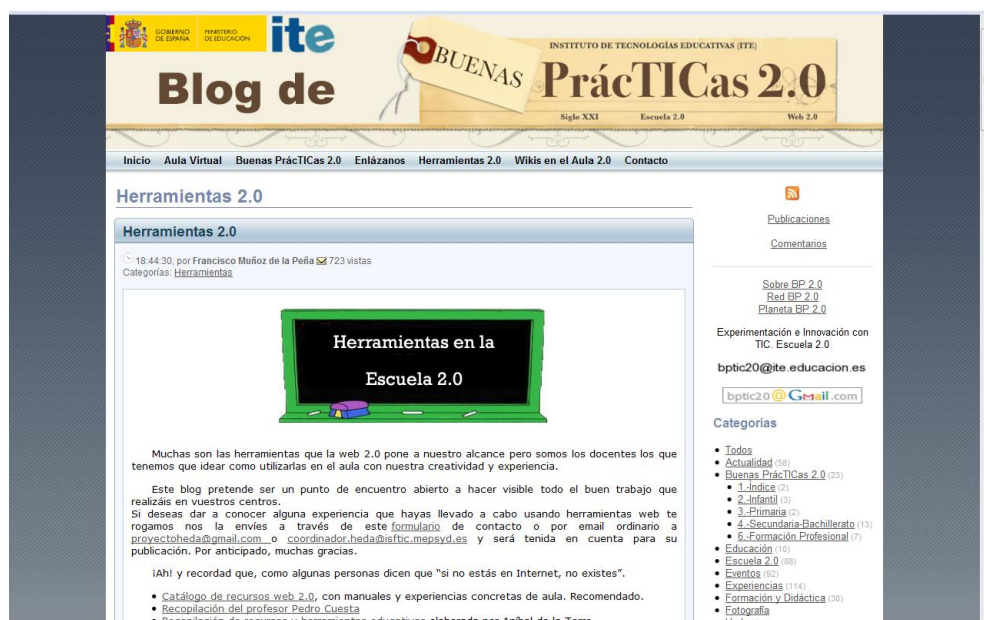 GOBIERNO DE ESPAÑA
MINISTERIO DE EDUCACIÓN
ite
Blog de
BUENAS
INSTITUTO DE TECNOLOGÍAS EDUCATIVAS (ITE)
PrácTICas 2.0
Siglo XXI Escuela 2.0 Web 2.0
Inicio Aula Virtual Buenas PrácTICas 2.0 Enlázanos Herramientas 2.0 Wikis en el Aula 2.0 Contacto
Herramientas 2.0
Herramientas 2.0
18:44:30, por Francisco Muñoz de la Peña 723 vistas
Categorías: Herramientas
Herramientas en la
Escuela 2.0
Muchas son las herramientas que la web 2.0 pone a nuestro alcance pero somos los docentes los que
tenemos que idear como utilizarlas en el aula con nuestra creatividad y experiencia.
Este blog pretende ser un punto de encuentro abierto a hacer visible todo el buen trabajo que
realizáis en vuestros centros.
Si deseas dar a conocer alguna experiencia que hayas llevado a cabo usando herramientas web te
rogamos nos la envíes a través de este formulario de contacto o por email ordinario a
proyectoheda@gmail.com o coordinador.heda@isftic.mepsyd.es y será tenida en cuenta para su
publicación. Por anticipado, muchas gracias.
¡Ah! y recordad que, como algunas personas dicen que “si no estás en Internet, no existes”.
Catálogo de recursos web 2.0, con manuales y experiencias concretas de aula. Recomendado.
Recopilación del profesor Pedro Cuesta
Recopilación de recursos y herramientas educativas elaborada por Aníbal de la Torre
Publicaciones
Comentarios
Sobre BP 2.0
Red BP 2.0
Planeta BP 2.0
Experimentación e Innovación con
TIC. Escuela 2.0
bptic20@ite.educacion.es
bptic20@Gmail.com
Categorías
Todos
Actualidad (58)
Buenas PrácTICas 2.0 (23)
1.-Índice (2)
2.-Infantil (3)
3.-Primaria (2)
4.-Secundaria-Bachillerato (13)
6.-Formación Profesional (7)
Educación (10)
Escuela 2.0 (88)
Eventos (92)
Experiencias (114)
Formación y Didáctica (30)
Fotografía